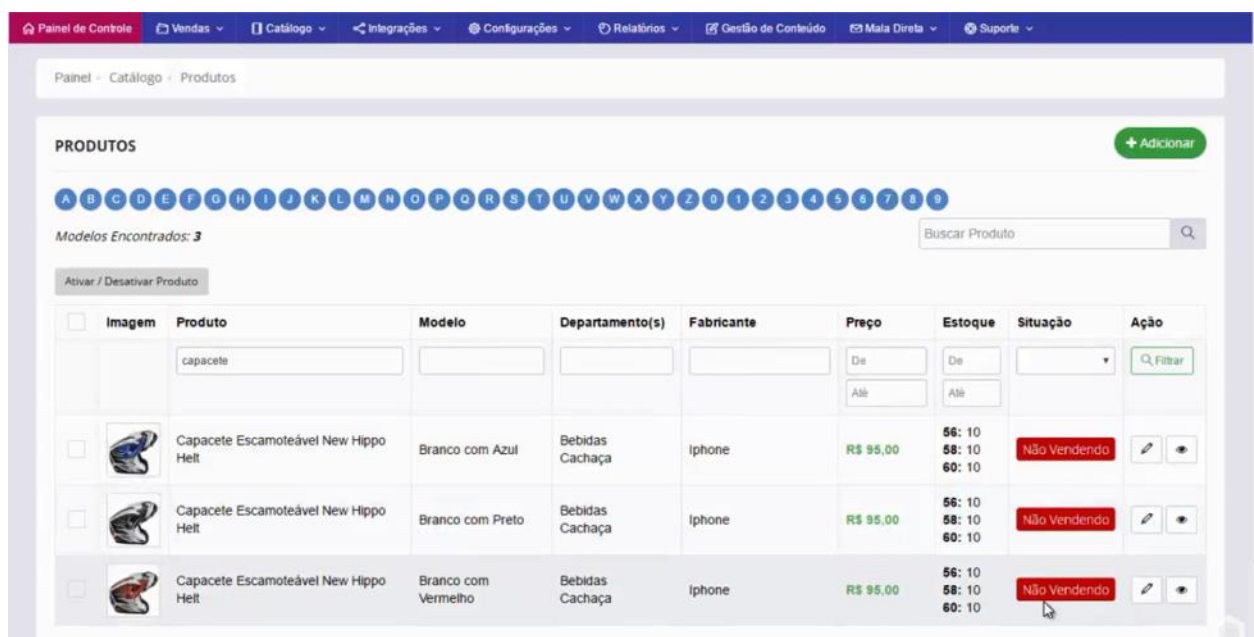 Painel de Controle Vendas Catálogo Integrações Configurações Relatórios Gestão de Conteúdo Mala Direta Suporte
Painel - Catálogo - Produtos
PRODUTOS
+ Adicionar
A B C D E F G H I J K L M N O P Q R S T U V W X Y Z 0 1 2 3 4 5 6 7 8 9
Modelos Encontrados: 3
Buscar Produto
Ativar / Desativar Produto
Imagem Produto Modelo Departamento(s) Fabricante Preço Estoque Situação Ação
capacete De De Filtrar
Até Até
Capacete Escamoteável New Hippo
Helt
Branco com Azul
Bebidas
Cachaça
Iphone
R$ 95,00
56: 10
58: 10
60: 10
Não Vendendo
Capacete Escamoteável New Hippo
Helt
Branco com Preto
Bebidas
Cachaça
Iphone
R$ 95,00
56: 10
58: 10
60: 10
Não Vendendo
Capacete Escamoteável New Hippo
Helt
Branco com
Vermelho
Bebidas
Cachaça
Iphone
R$ 95,00
56: 10
58: 10
60: 10
Não Vendendo